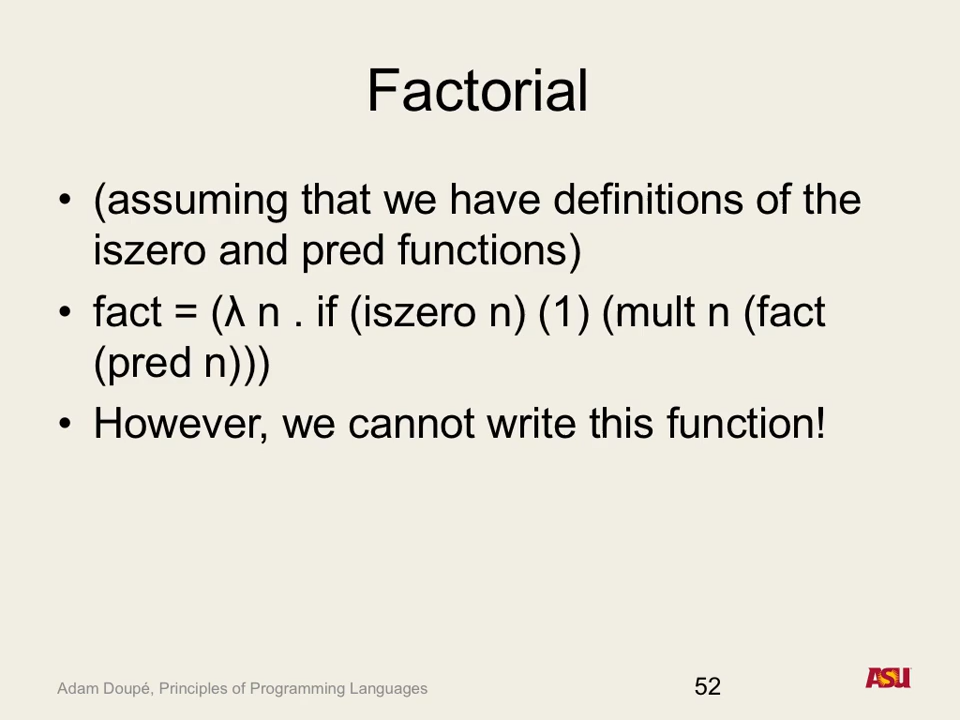 Factorial
• (assuming that we have definitions of the
iszero and pred functions)
• fact = (λ n . if (iszero n) (1) (mult n (fact
(pred n)))
• However, we cannot write this function!
Adam Doupé, Principles of Programming Languages
52
ASU